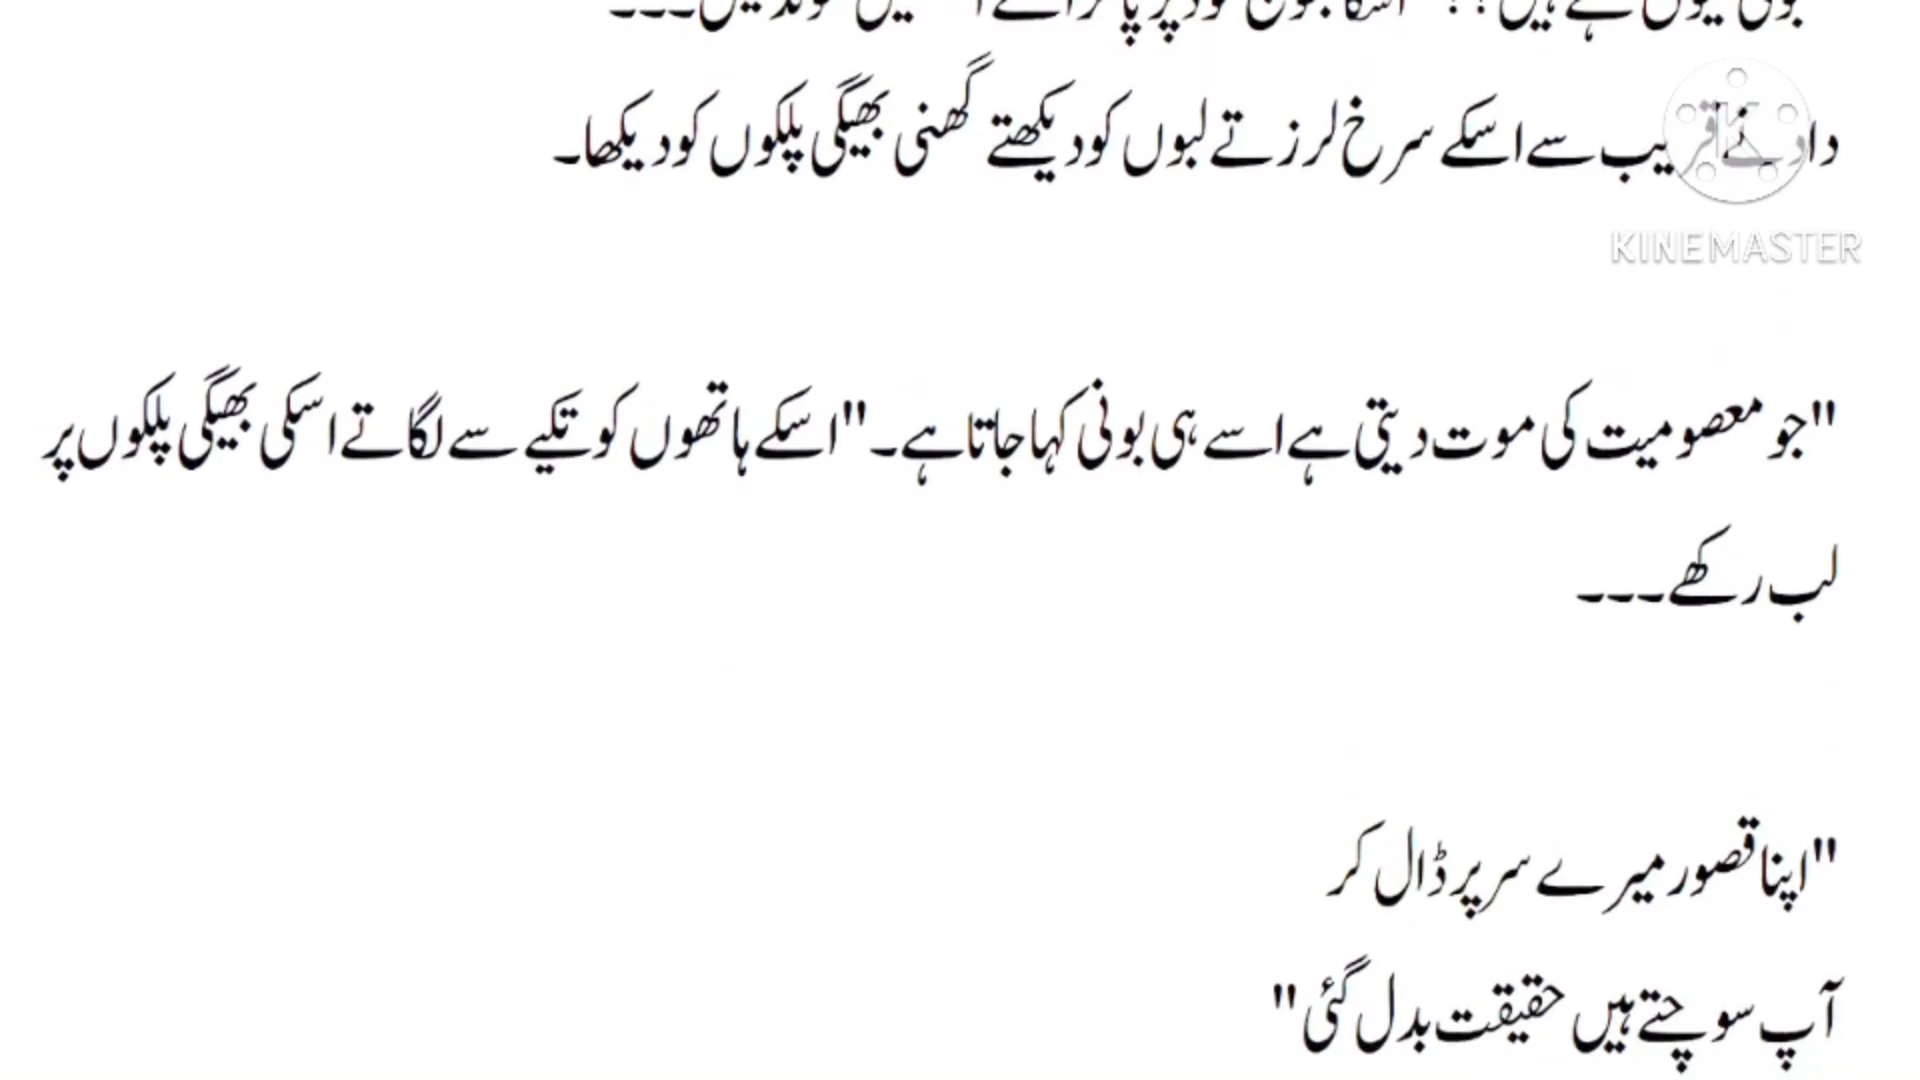 ہیں؟؟"
دار نے قریب سے اسکے سرخ لرزتے لبوں کو دیکھتے گھنی بھیگی پلکوں کو دیکھا۔
KINEMASTER
"جو معصومیت کی موت دیتی ہے اسے ہی بونی کہا جاتا ہے۔" اسکے ہاتھوں کو تکیے سے لگاتے اسکی بھیگی پلکوں پر
لب رکھے۔۔۔
"اپنا قصور میرے سر پر ڈال کر
آپ سوچتے ہیں حقیقت بدل گئی"